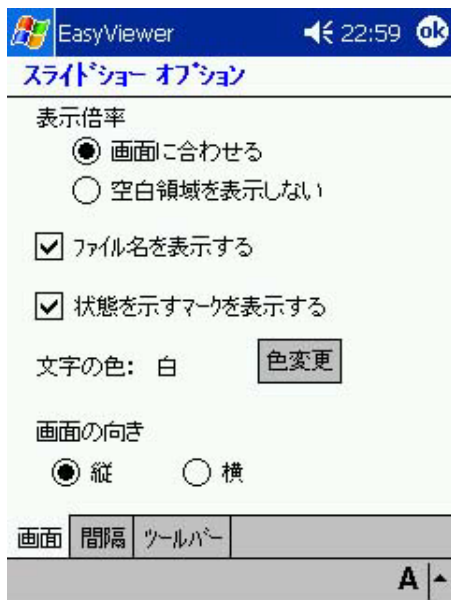 EasyViewer 22:59 ok
ｽﾗｲﾄﾞｼｮｰ ｵﾌﾟｼｮﾝ
表示倍率
画面に合わせる
空白領域を表示しない
ﾌｧｲﾙ名を表示する
状態を示すﾏｰｸを表示する
文字の色: 白 色変更
画面の向き
縦 横
画面 間隔 ﾂｰﾙﾊﾞｰ
A